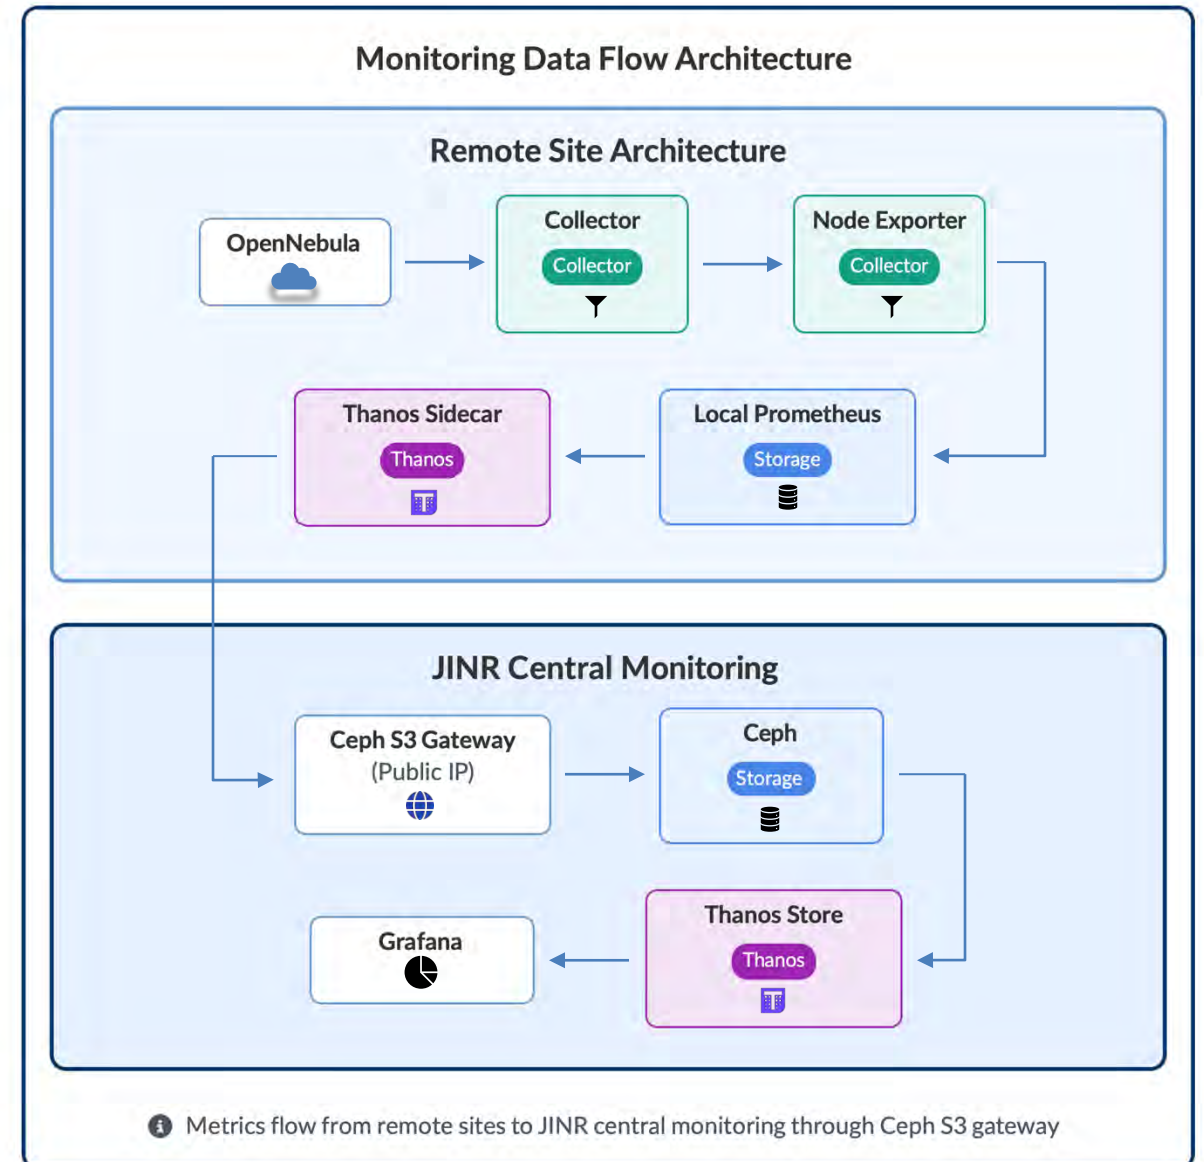 Monitoring Data Flow Architecture
Remote Site Architecture
OpenNebula
Collector
Collector
Node Exporter
Collector
Thanos Sidecar
Thanos
Local Prometheus
Storage
JINR Central Monitoring
Ceph S3 Gateway
(Public IP)
Ceph
Storage
Grafana
Thanos Store
Thanos
Metrics flow from remote sites to JINR central monitoring through Ceph S3 gateway